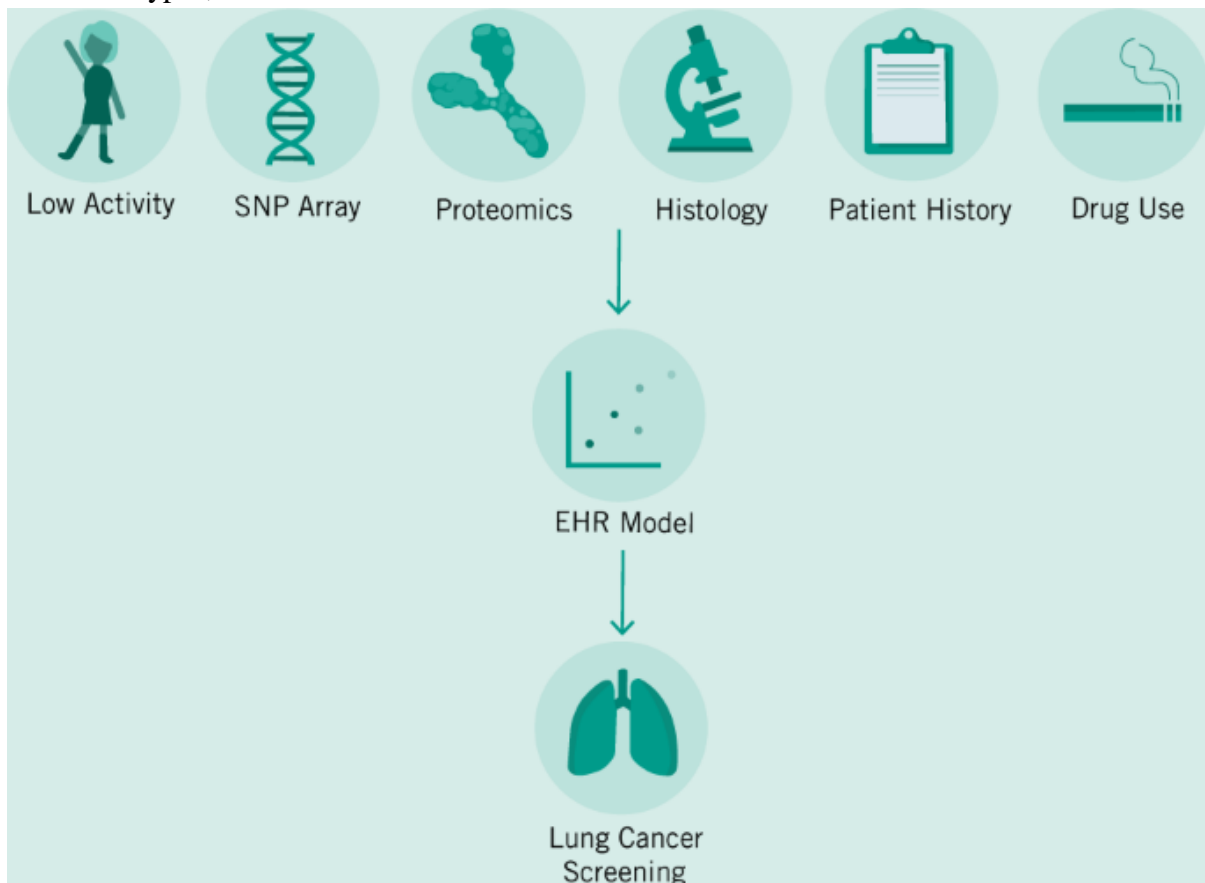 Low Activity SNP Array Proteomics Histology Patient History Drug Use
EHR Model
Lung Cancer
Screening